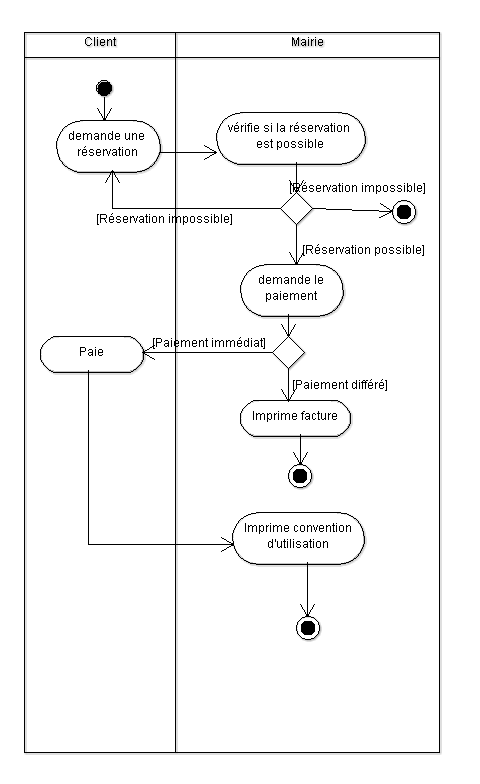 Client
Mairie
demande une
réservation
vérifie si la réservation
est possible
[Réservation impossible]
[Réservation impossible]
[Réservation possible]
demande le
paiement
[Paiement immédiat]
Paie
[Paiement différé]
Imprime facture
Imprime convention
d'utilisation